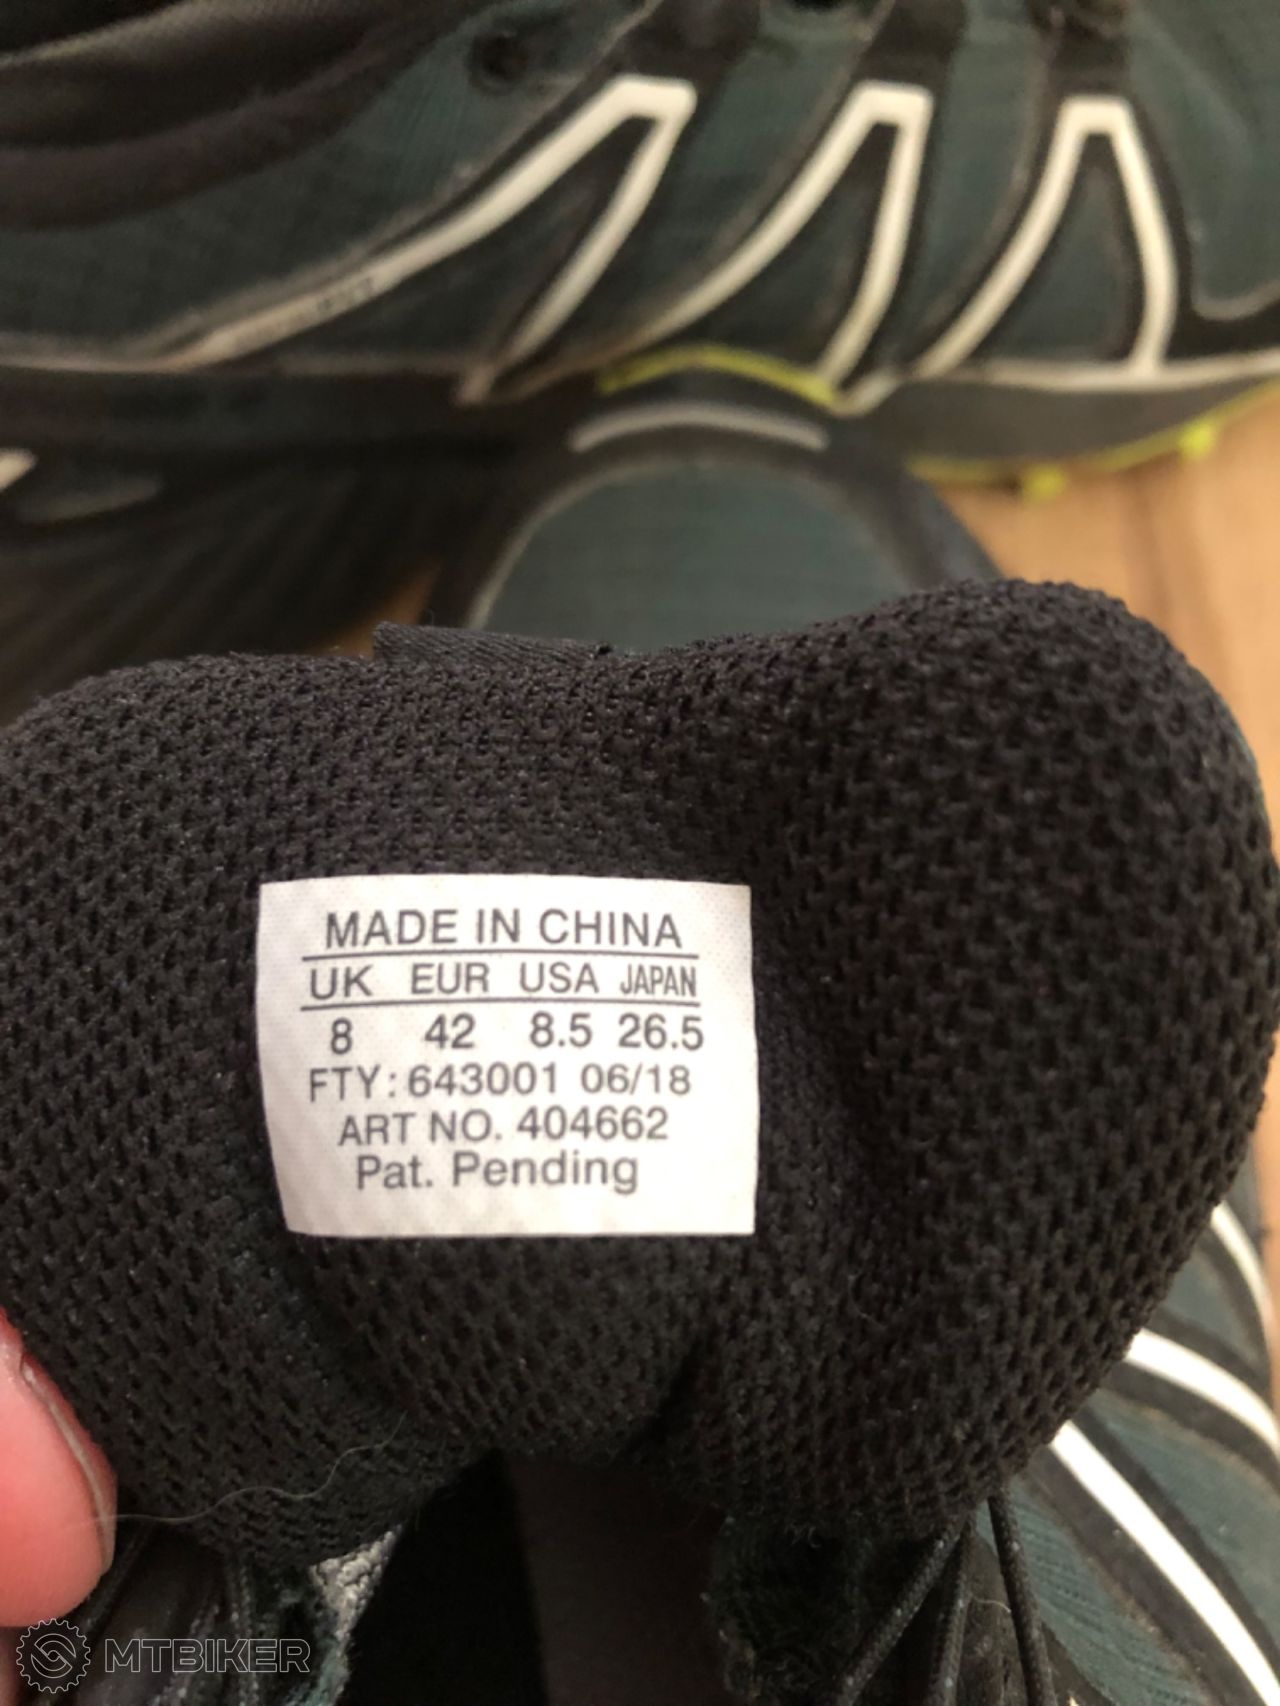 MADE IN CHINA
UK EUR USA JAPAN
8 42 8.5 26.5
FTY: 643001 06/18
ART NO. 404662
Pat. Pending
MTBIKER